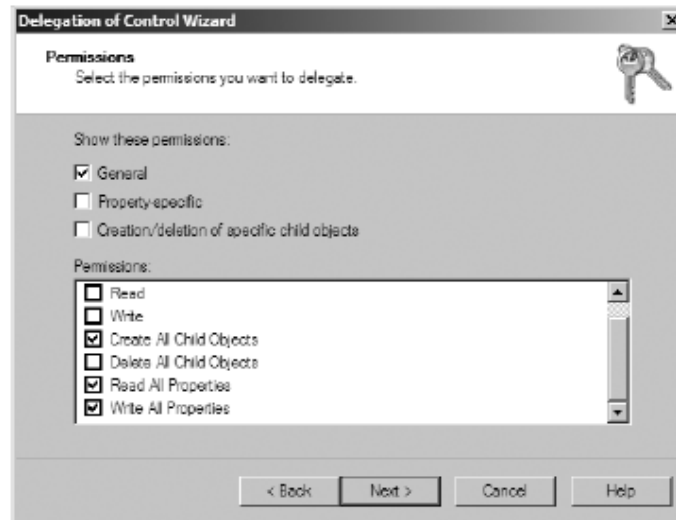 Delegation of Control Wizard
Permissions
Select the permissions you want to delegate.
Show these permissions:
General
Property-specific
Creation/deletion of specific child objects
Permissions:
Read
Write
Create All Child Objects
Delete All Child Objects
Read All Properties
Write All Properties
< Back
Next >
Cancel
Help